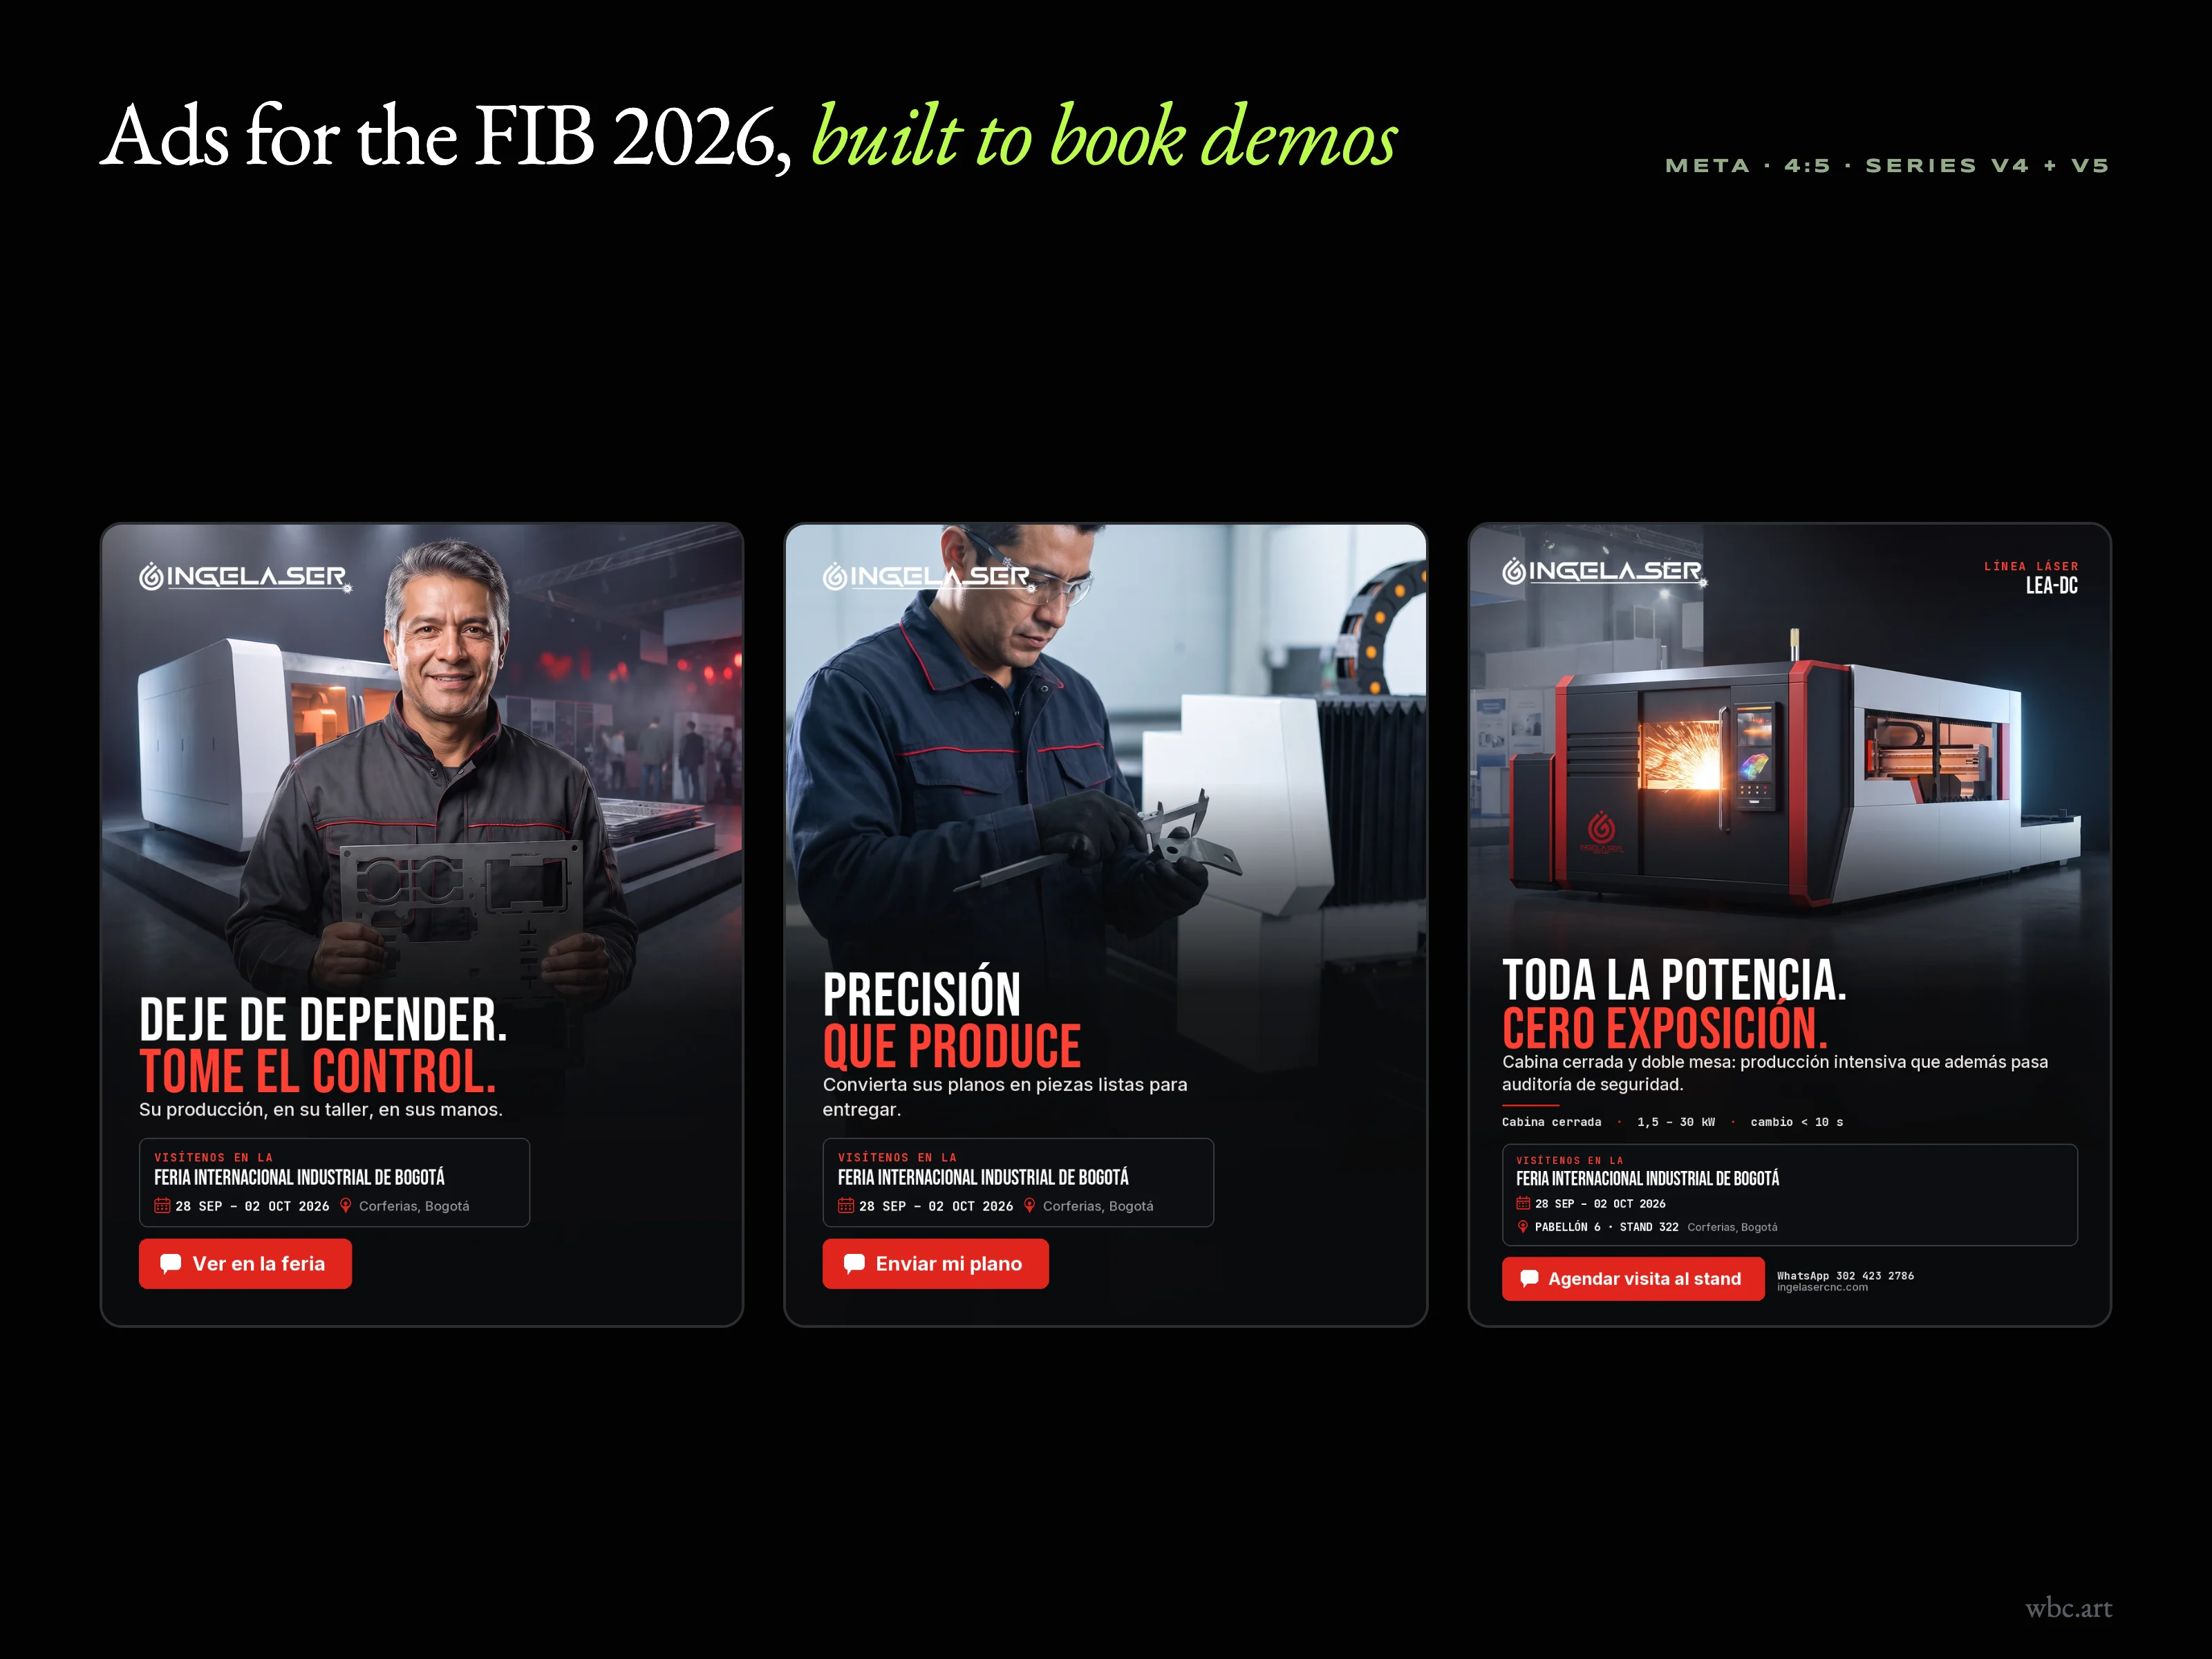 Ads for the FIB 2026, built to book demos
META · 4:5 · SERIES V4 + V5
INGELASER
DEJE DE DEPENDER.
TOME EL CONTROL.
Su producción, en su taller, en sus manos.
VISÍTENOS EN LA
FERIA INTERNACIONAL INDUSTRIAL DE BOGOTÁ
28 SEP – 02 OCT 2026 Corferias, Bogotá
Ver en la feria
INGELASER
PRECISIÓN
QUE PRODUCE
Convierta sus planos en piezas listas para
entregar.
VISÍTENOS EN LA
FERIA INTERNACIONAL INDUSTRIAL DE BOGOTÁ
28 SEP – 02 OCT 2026 Corferias, Bogotá
Enviar mi plano
INGELASER
LÍNEA LÁSER
LEA-DC
INGELASER
TODA LA POTENCIA.
CERO EXPOSICIÓN.
Cabina cerrada y doble mesa: producción intensiva que además pasa
auditoría de seguridad.
Cabina cerrada · 1,5 – 30 kW · cambio < 10 s
VISÍTENOS EN LA
FERIA INTERNACIONAL INDUSTRIAL DE BOGOTÁ
28 SEP – 02 OCT 2026
PABELLÓN 6 · STAND 322 Corferias, Bogotá
Agendar visita al stand
WhatsApp 302 423 2786
ingelasercnc.com
wbc.art